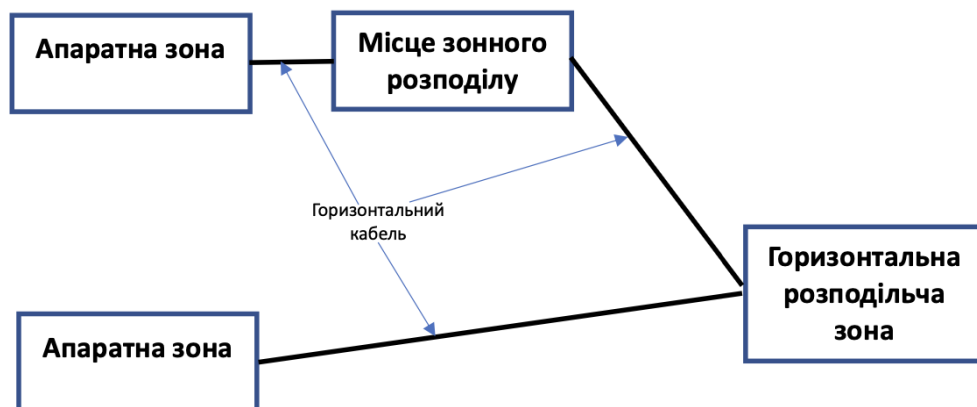 Апаратна зона
Місце зонного
розподілу
Горизонтальний
кабель
Горизонтальна
розподільча
зона
Апаратна зона